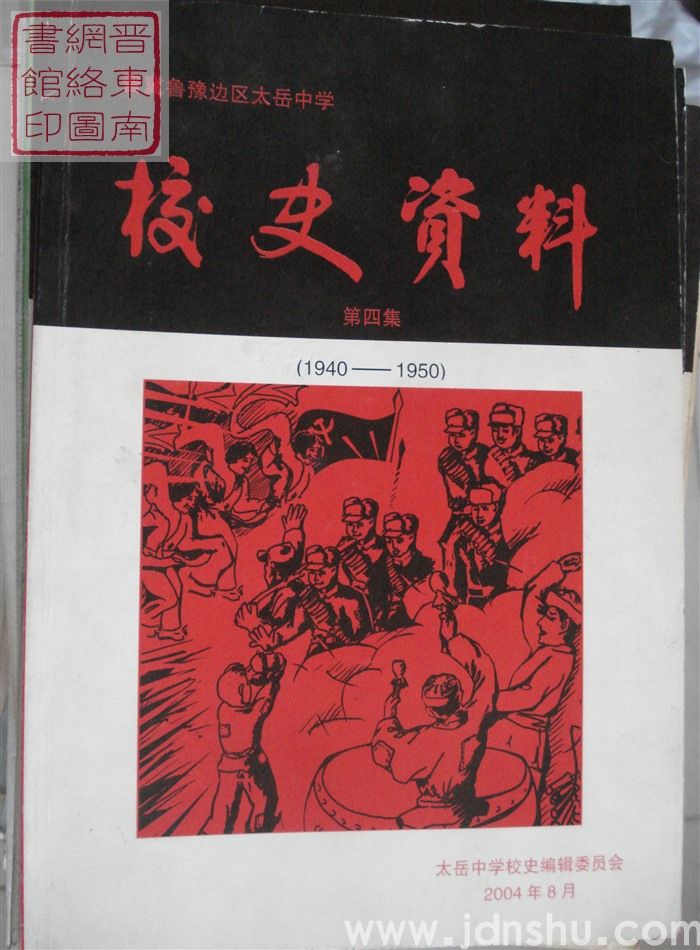 晋東南
網絡圖
書館印
冀鲁豫边区太岳中学
校史資料
第四集
(1940——1950)
太岳中学校史编辑委员会
2004年8月
www.jdnshu.com